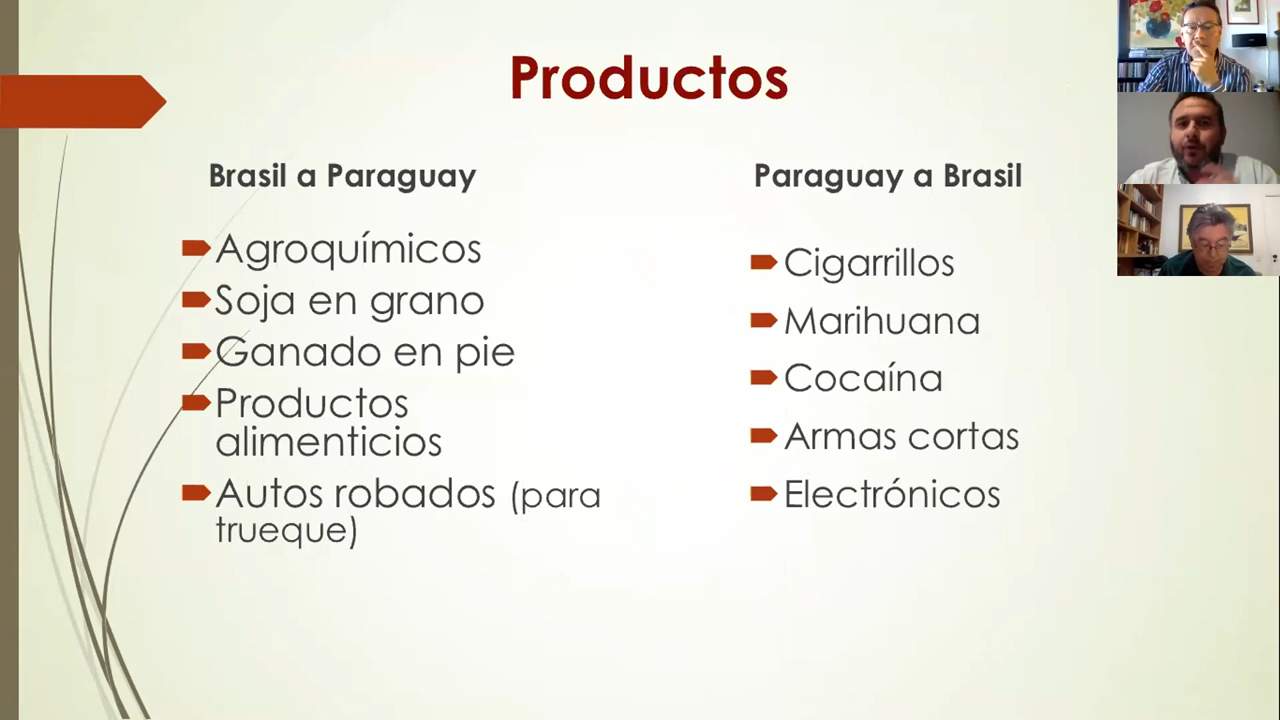 Productos
Brasil a Paraguay
Agroquímicos
Soja en grano
Ganado en pie
Productos
alimenticios
Autos robados (para
trueque)
Paraguay a Brasil
Cigarrillos
Marihuana
Cocaína
Armas cortas
Electrónicos